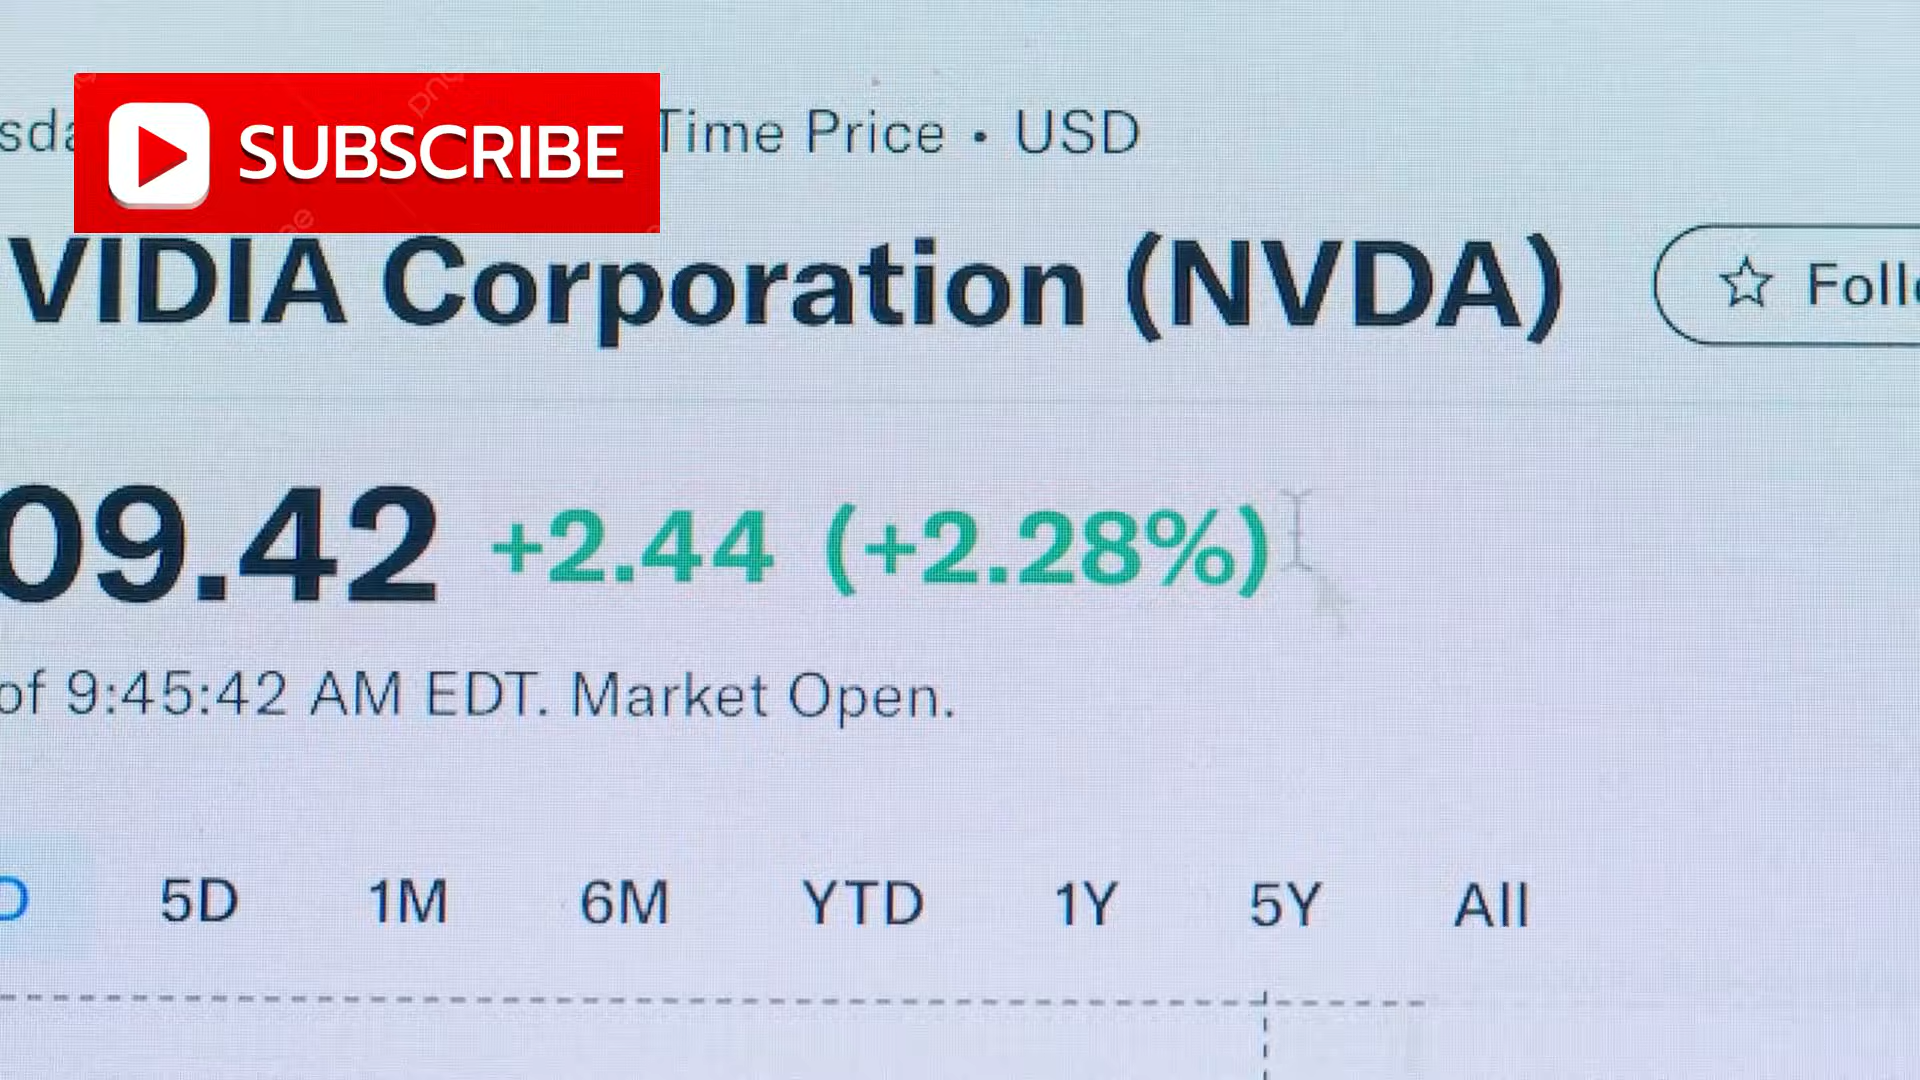 sda
SUBSCRIBE
Time Price • USD
VIDIA Corporation (NVDA)
Follo
09.42 +2.44 (+2.28%)
of 9:45:42 AM EDT. Market Open.
D 5D 1M 6M YTD 1Y 5Y All